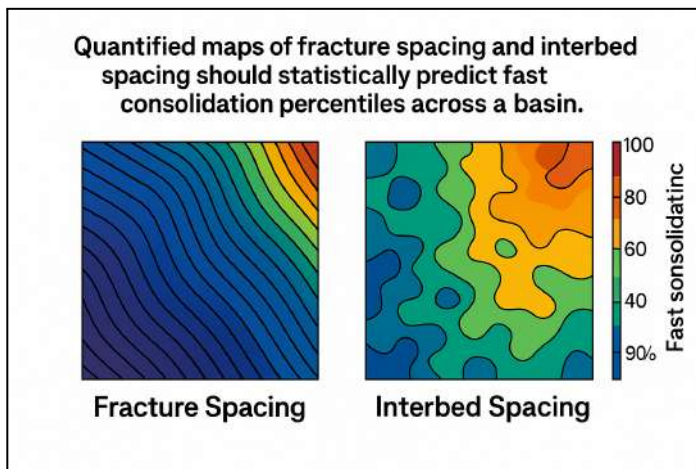 Quantified maps of fracture spacing and interbed
spacing should statistically predict fast
consolidation percentiles across a basin.
100
80
60
40
90%
Fast sonsolidatinc
Fracture Spacing
Interbed Spacing